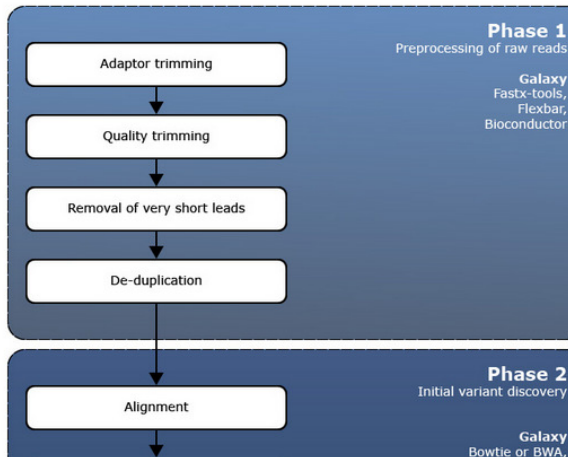 Phase 1
Preprocessing of raw reads
Adaptor trimming
Galaxy
Fastx-tools,
Flexbar,
Bioconductor
Quality trimming
Removal of very short leads
De-duplication
Phase 2
Initial variant discovery
Alignment
Galaxy
Bowtie or BWA,